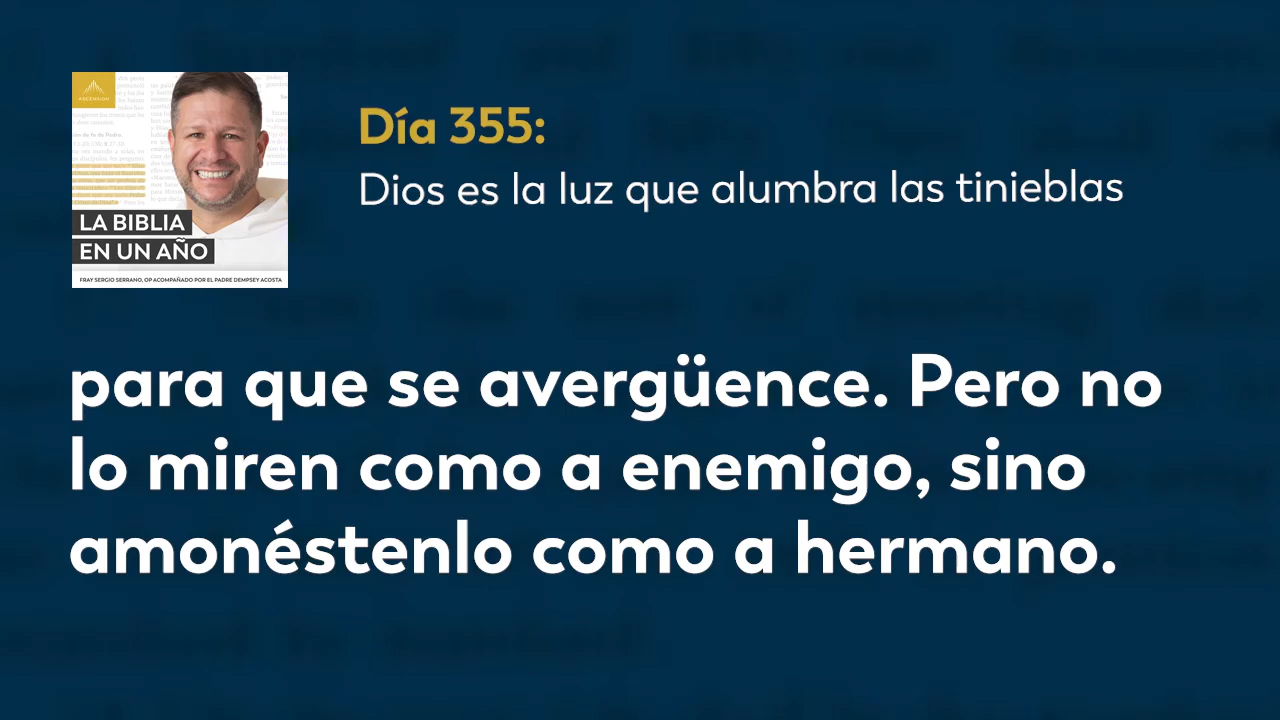 ASCENSION
LA BIBLIA
EN UN AÑO
FRAY SERGIO SERRANO, OP ACOMPAÑADO POR EL PADRE DEMPSEY ACOSTA
Día 355:
Dios es la luz que alumbra las tinieblas
para que se avergüence. Pero no
lo miren como a enemigo, sino
amonéstenlo como a hermano.